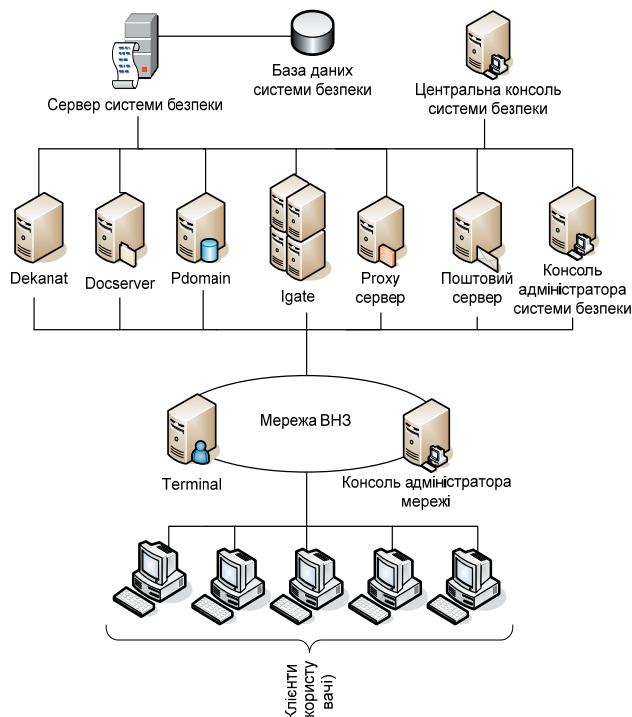 База даних
системи безпеки
Сервер системи безпеки
Центральна консоль
системи безпеки
Dekanat
Docserver
Pdomain
Igate
Proxy
сервер
Поштовий
сервер
Консоль
адміністратора
системи безпеки
Мережа ВНЗ
Terminal
Консоль адміністратора
мережі
Клієнти
користу
вачі)